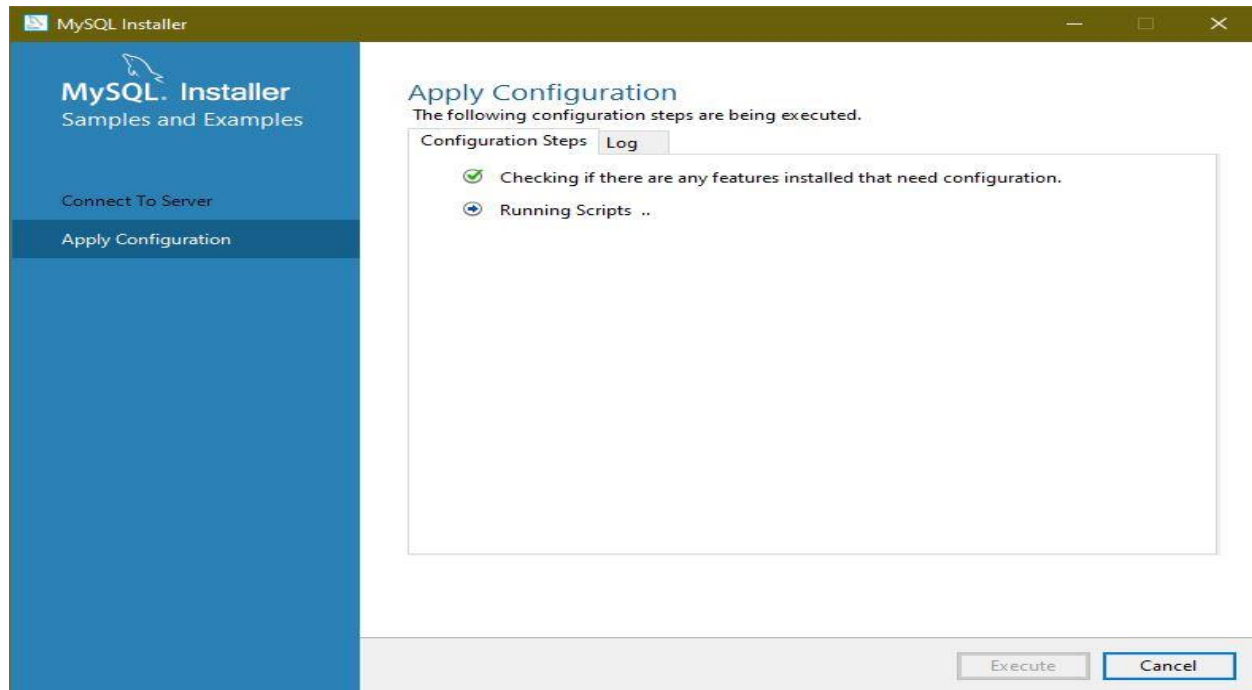 MySQL Installer
MySQL. Installer
Samples and Examples
Connect To Server
Apply Configuration
Apply Configuration
The following configuration steps are being executed.
Configuration Steps Log
Checking if there are any features installed that need configuration.
Running Scripts ..
Execute Cancel